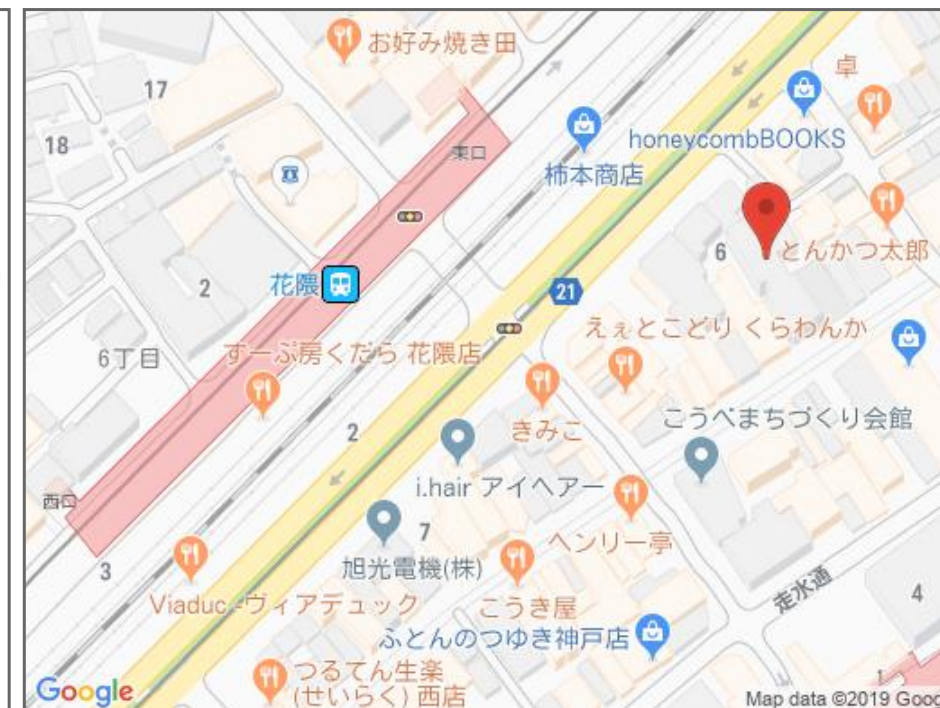 お好み焼き田
17
卓
18
東口
honeycombBOOKS
柿本商店
6
とんかつ太郎
花隈
2
21
えぇとこどり くらわんか
6丁目
すーぷ房くだら 花隈店
こうべまちづくり会館
2
きみこ
i.hair アイヘアー
西口
7
ヘンリー亭
旭光電機(株)
3
走水通
4
Viaduc -ヴィアデュック
こうき屋
ふとんのつゆき神戸店
つるてん生楽
(せいらく) 西店
1
Google
Map data ©2019 Goog